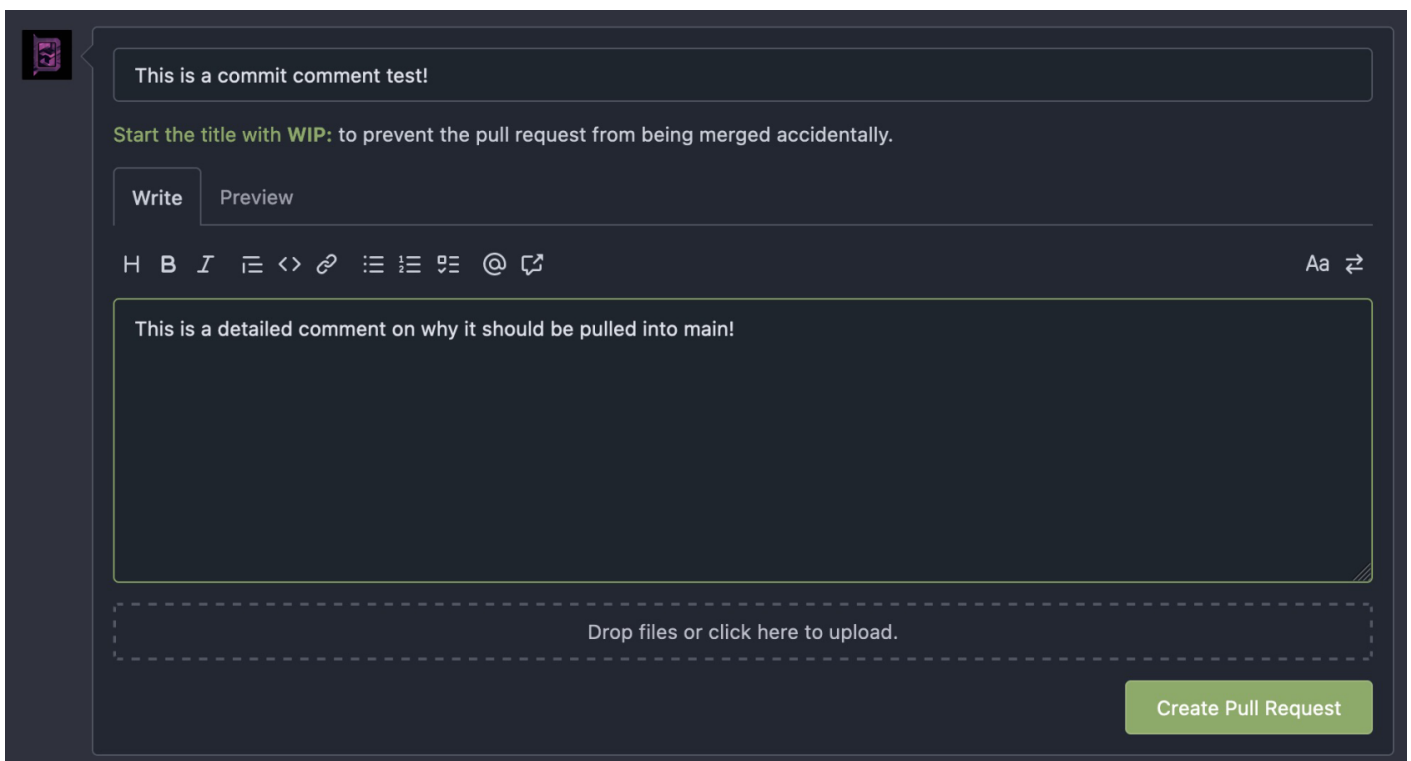 This is a commit comment test!
Start the title with WIP: to prevent the pull request from being merged accidentally.
Write Preview
H B I @ Aa
This is a detailed comment on why it should be pulled into main!
Drop files or click here to upload.
Create Pull Request